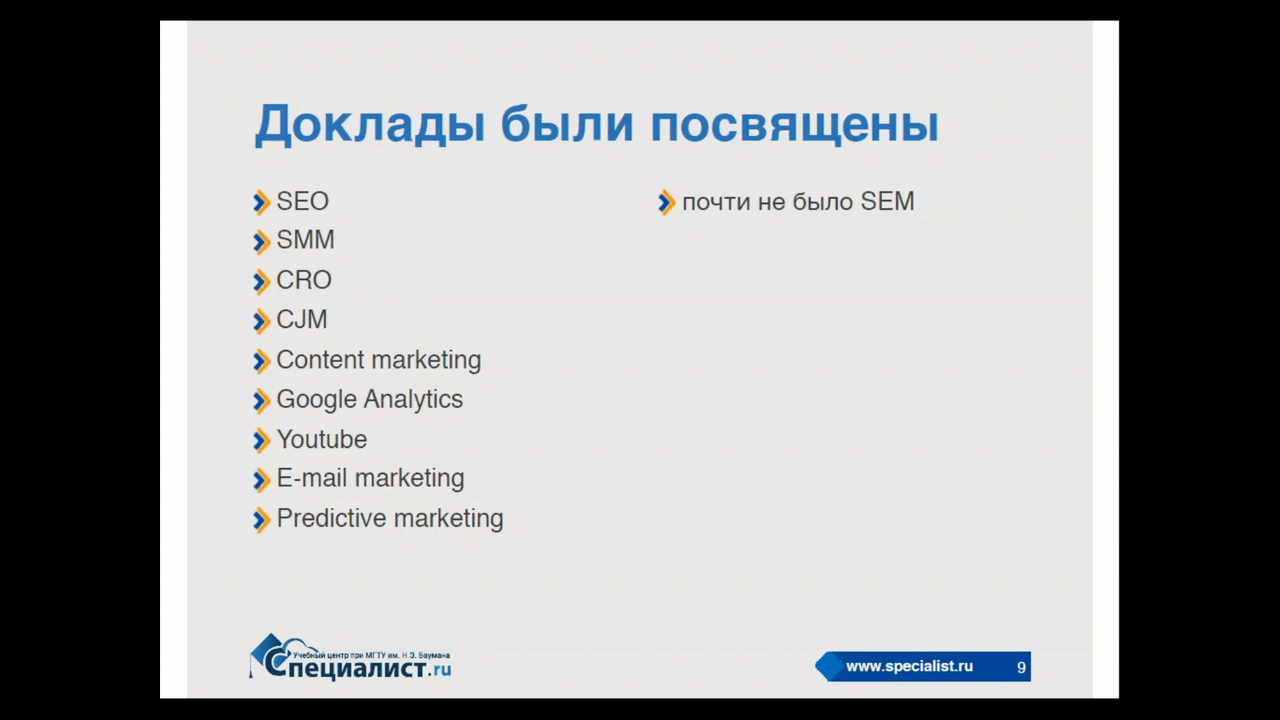 Доклады были посвящены
SEO
SMM
CRO
CJM
Content marketing
Google Analytics
Youtube
E-mail marketing
Predictive marketing
почти не было SEM
Учебный центр при МГТУ им. Н.Э. Баумана
Специалист.ru
www.specialist.ru
9